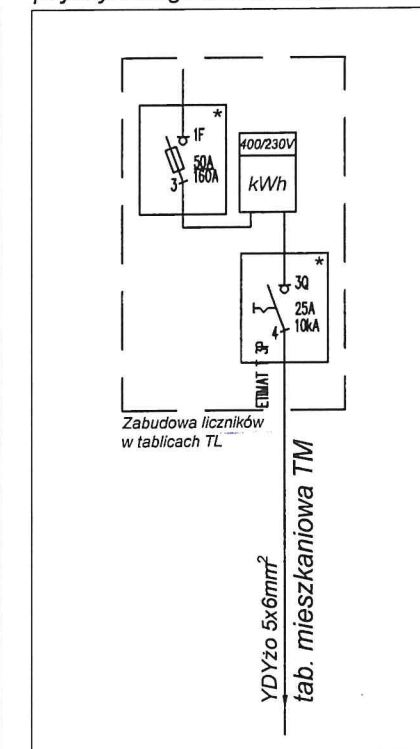 *
1F
50A
160A
3
400/230V
kWh
*
3Q
25A
10kA
4
ETIMAT T 3P
Zabudowa liczników
w tablicach TL
YDYżo 5x6mm²
tab. mieszkaniowa TM